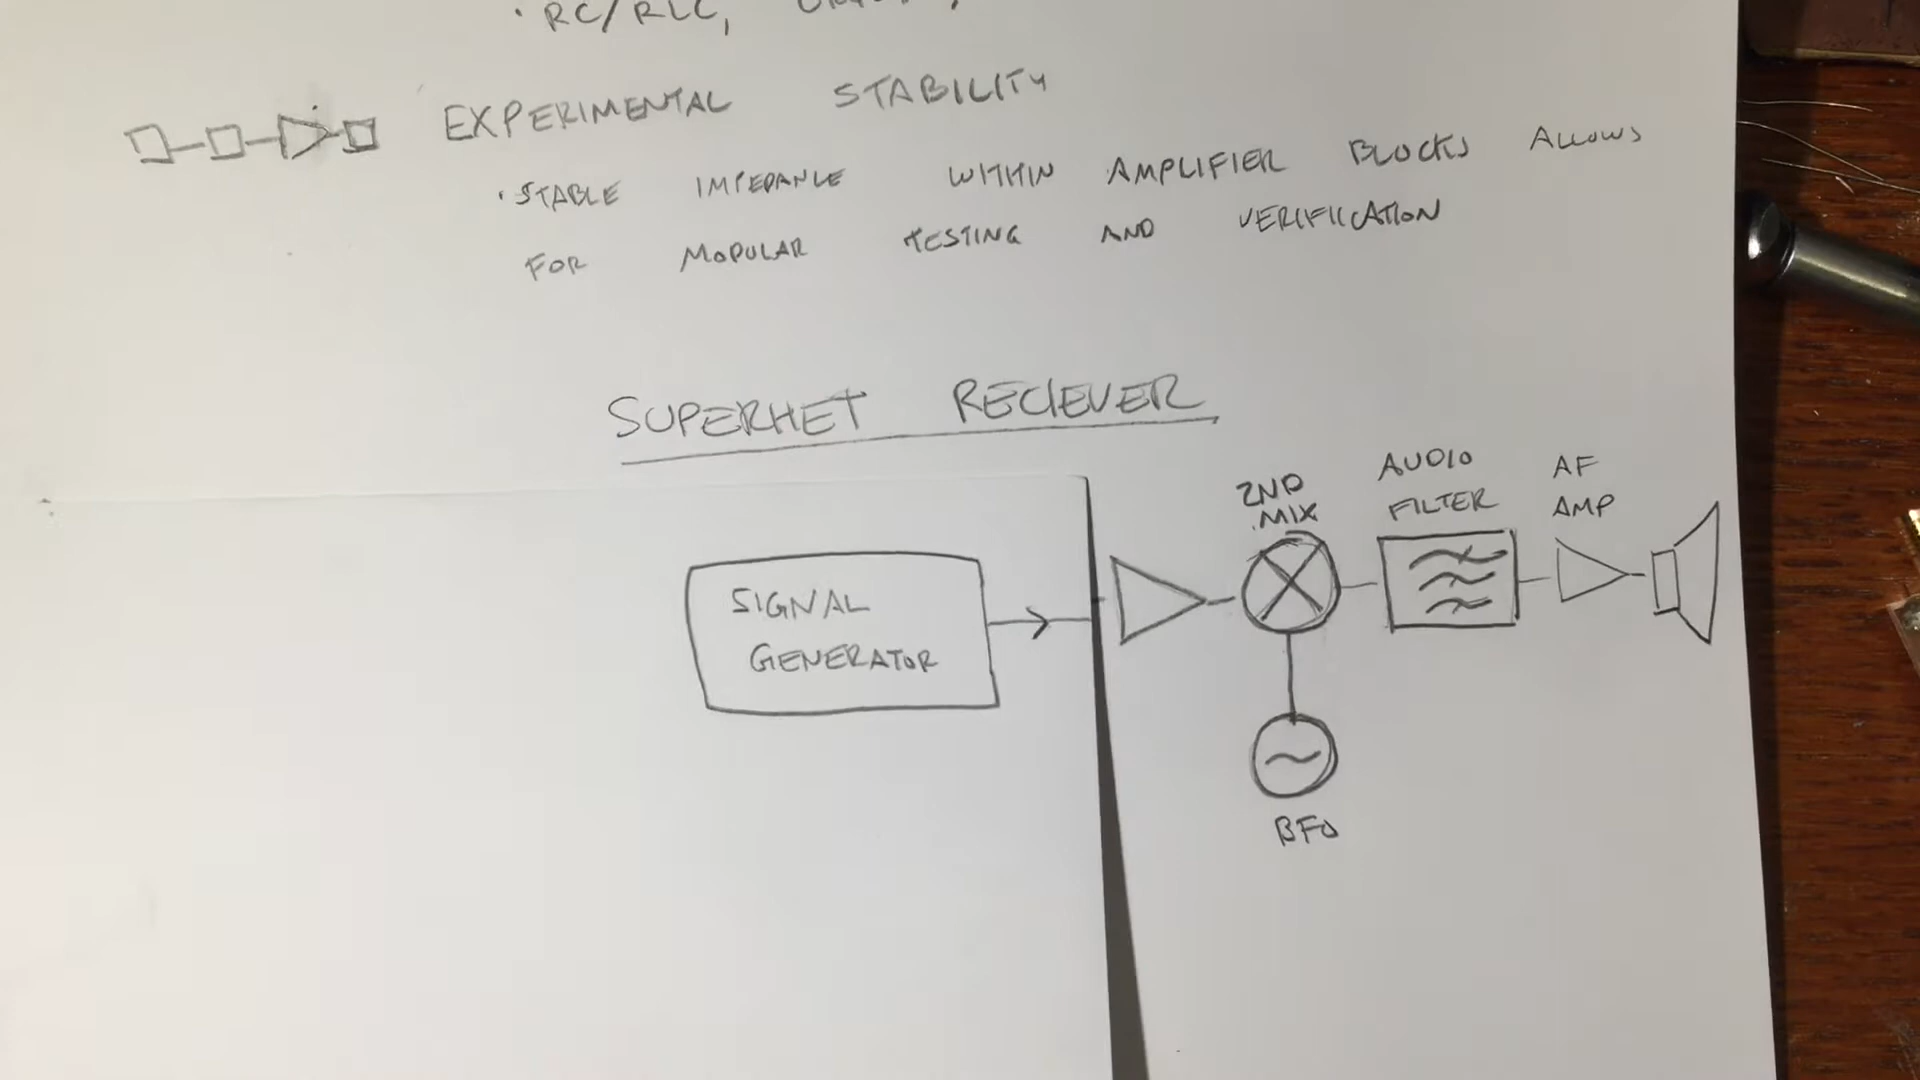 · RC/RLC,
EXPERIMENTAL STABILITY
· STABLE IMPEDANCE WITHIN AMPLIFIER BLOCKS ALLOWS
FOR MODULAR TESTING AND VERIFICATION
SUPERHET RECIEVER
SIGNAL
GENERATOR
2ND
MIX
AUDIO
FILTER
AF
AMP
BFO